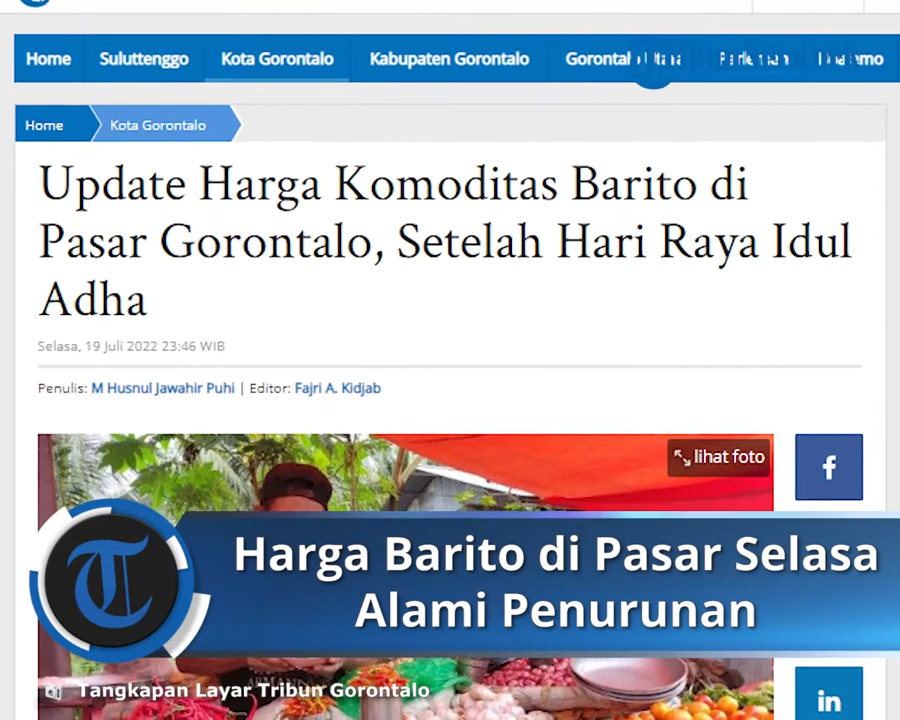 Home Suluttenggo Kota Gorontalo Kabupaten Gorontalo
Home Kota Gorontalo
Update Harga Komoditas Barito di
Pasar Gorontalo, Setelah Hari Raya Idul
Adha
Selasa, 19 Juli 2022 23:46 WIB
Penulis: M Husnul Jawahir Puhi | Editor: Fajri A. Kidjab
lihat foto
f
T
Harga Barito di Pasar Selasa
Alami Penurunan
Tangkapan Layar Tribun Gorontalo
in